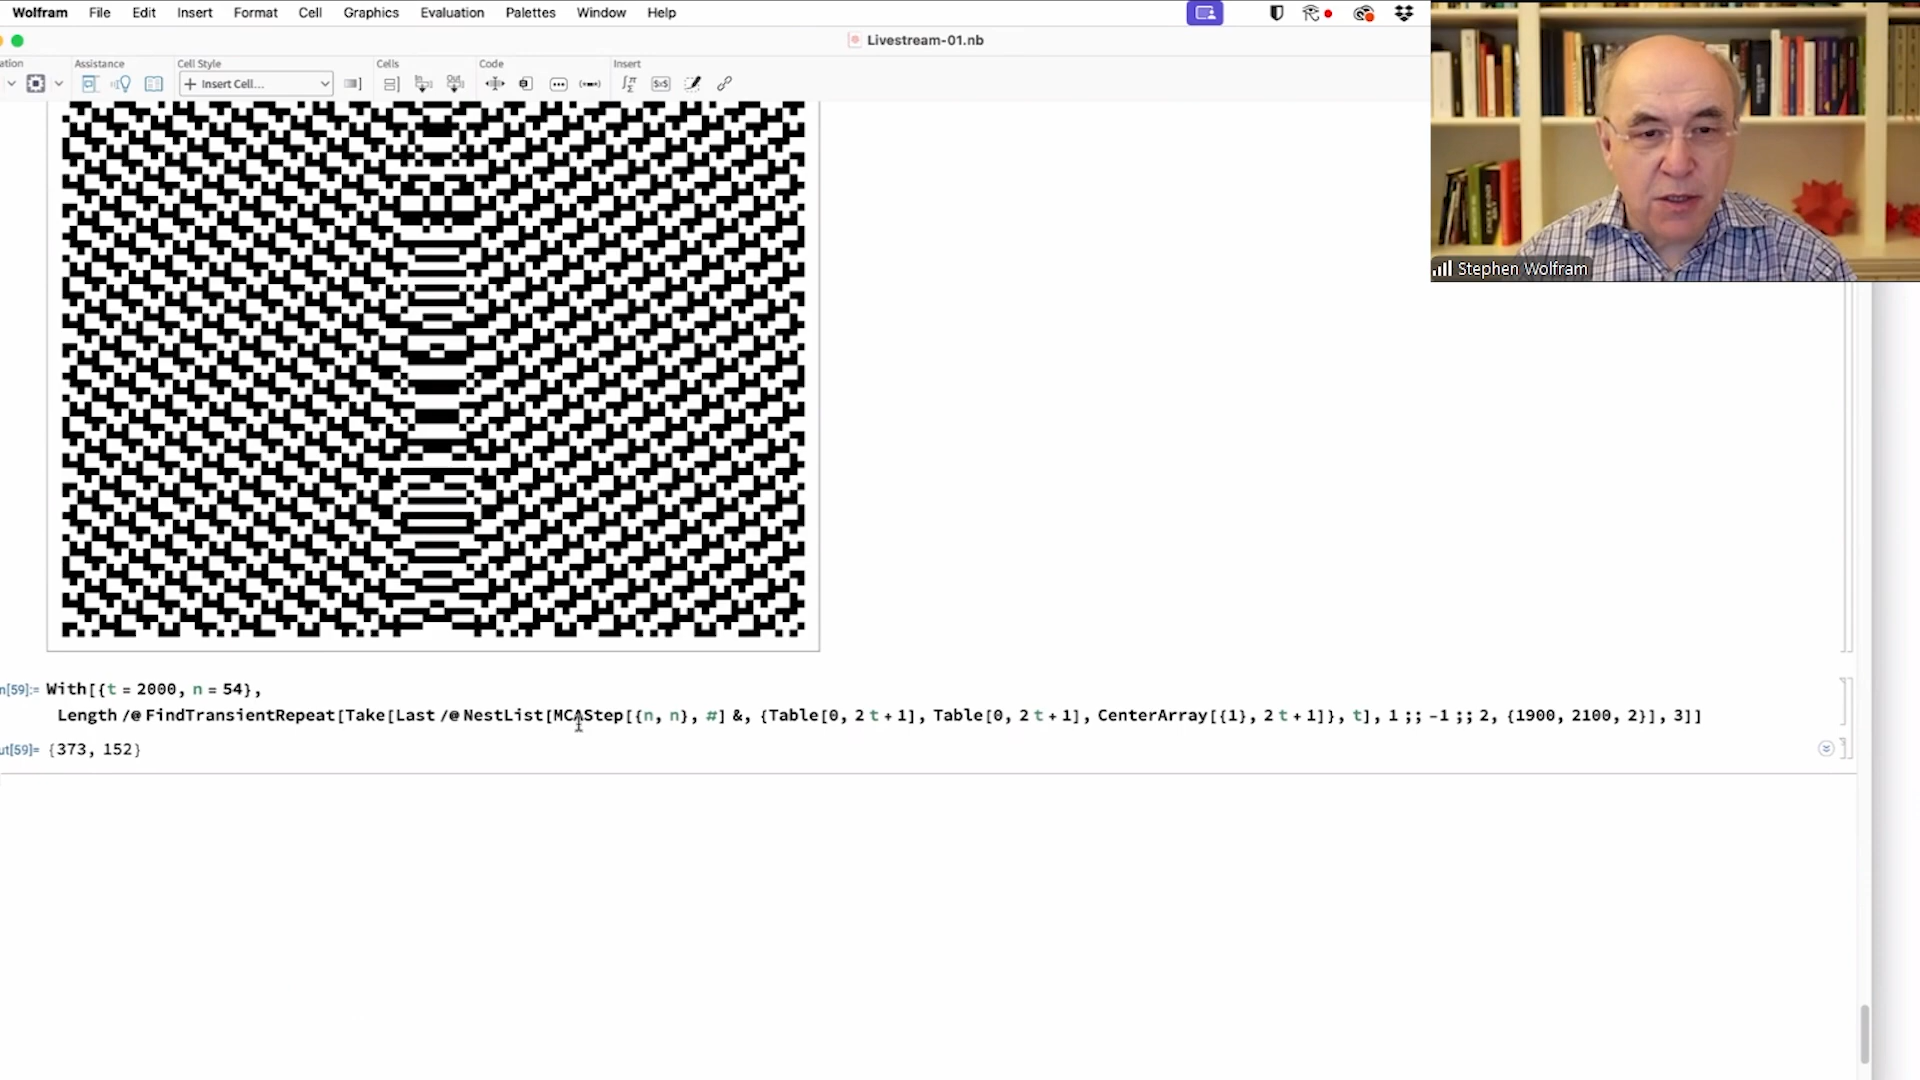 Wolfram File Edit Insert Format Cell Graphics Evaluation Palettes Window Help
Livestream-01.nb
ation Assistance Cell Style Cells Code Insert
Insert Cell...
Stephen Wolfram
n[59]:= With[{t = 2000, n = 54},
Length /@ FindTransientRepeat[Take[Last /@ NestList[MCAStep[{n, n}, #] &, {Table[0, 2 t + 1], Table[0, 2 t + 1], CenterArray[{1}, 2 t + 1]}, t], 1 ;; -1 ;; 2, {1900, 2100, 2}], 3]]
ut[59]= {373, 152}